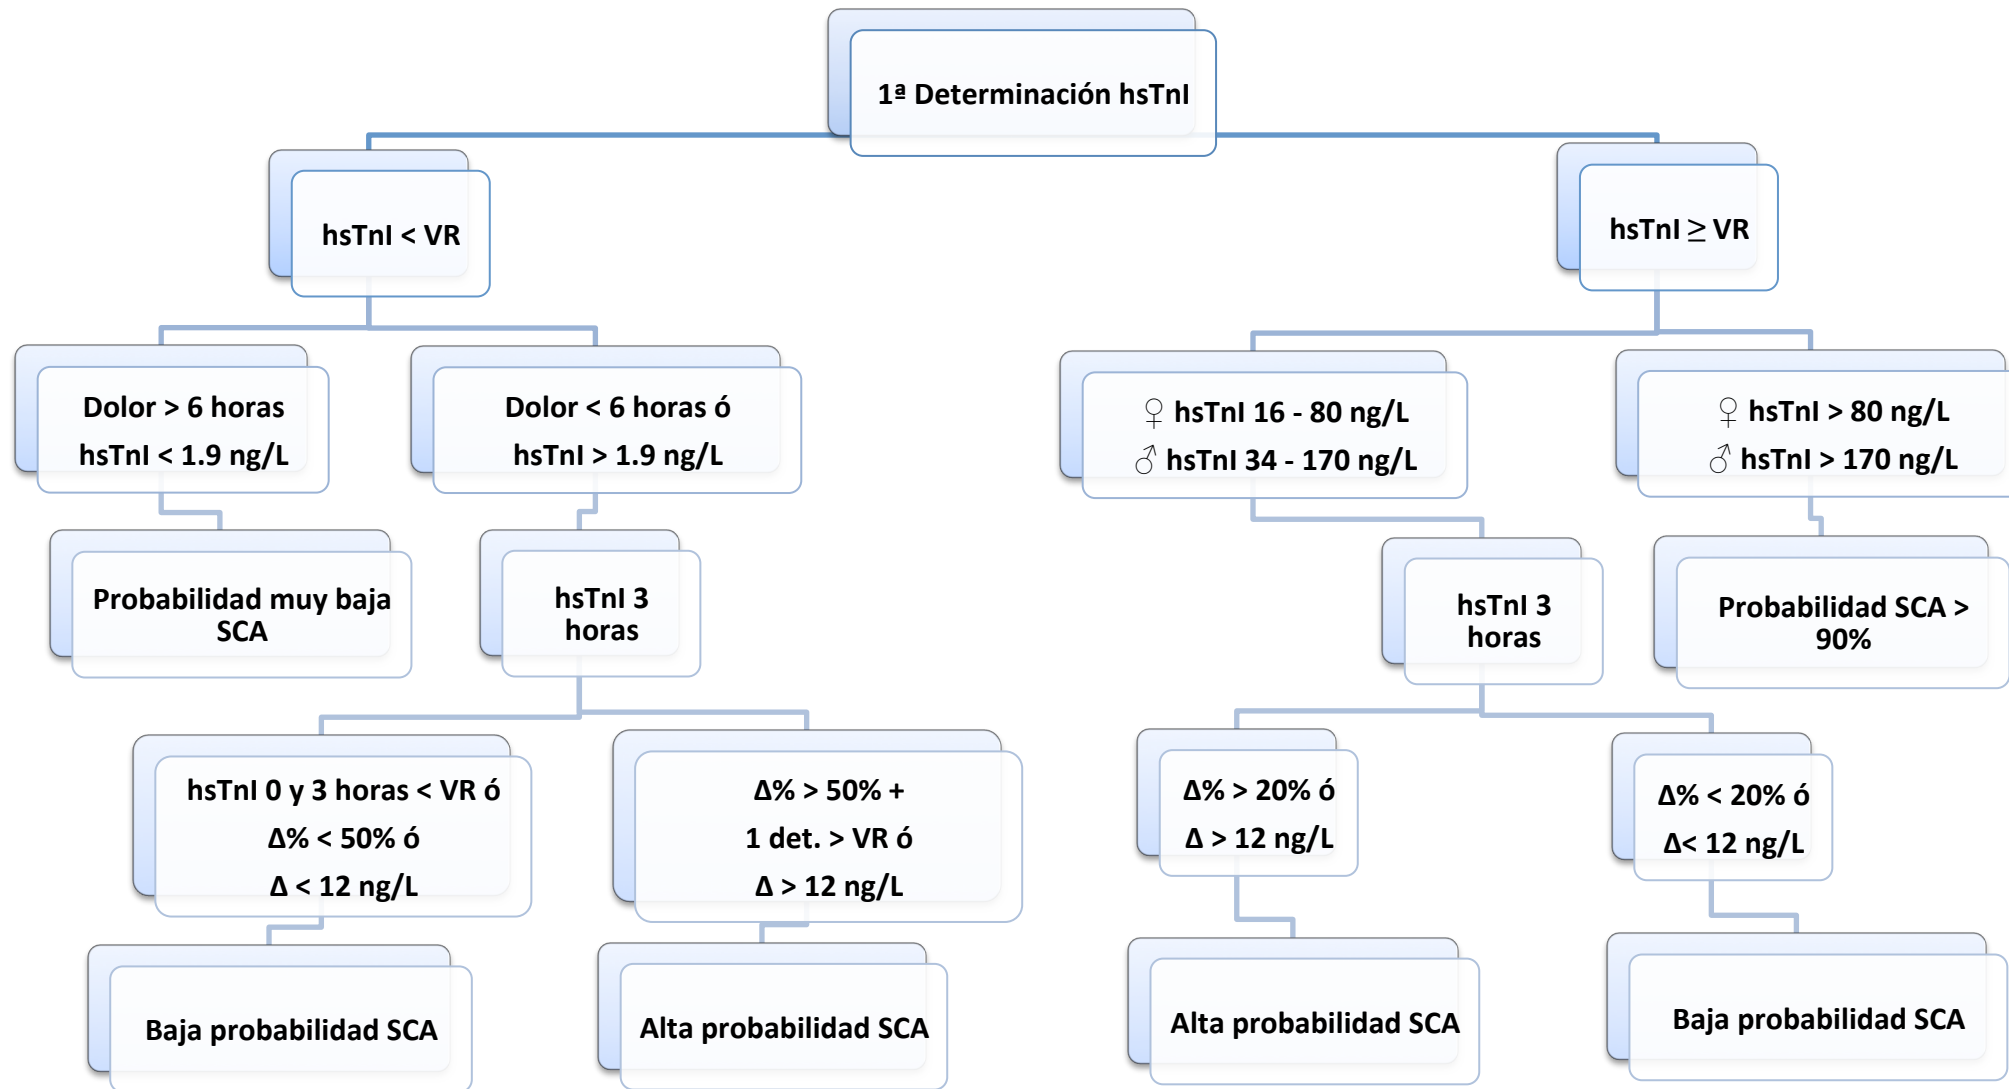 1ª Determinación hsTnI
hsTnI < VR
hsTnI ≥ VR
Dolor > 6 horas
hsTnI < 1.9 ng/L
Dolor < 6 horas ó
hsTnI > 1.9 ng/L
♀ hsTnI 16 - 80 ng/L
♂ hsTnI 34 - 170 ng/L
♀ hsTnI > 80 ng/L
♂ hsTnI > 170 ng/L
Probabilidad muy baja
SCA
hsTnI 3
horas
hsTnI 3
horas
Probabilidad SCA >
90%
hsTnI 0 y 3 horas < VR ó
Δ% < 50% ó
Δ < 12 ng/L
Δ% > 50% +
1 det. > VR ó
Δ > 12 ng/L
Δ% > 20% ó
Δ > 12 ng/L
Δ% < 20% ó
Δ< 12 ng/L
Baja probabilidad SCA
Alta probabilidad SCA
Alta probabilidad SCA
Baja probabilidad SCA